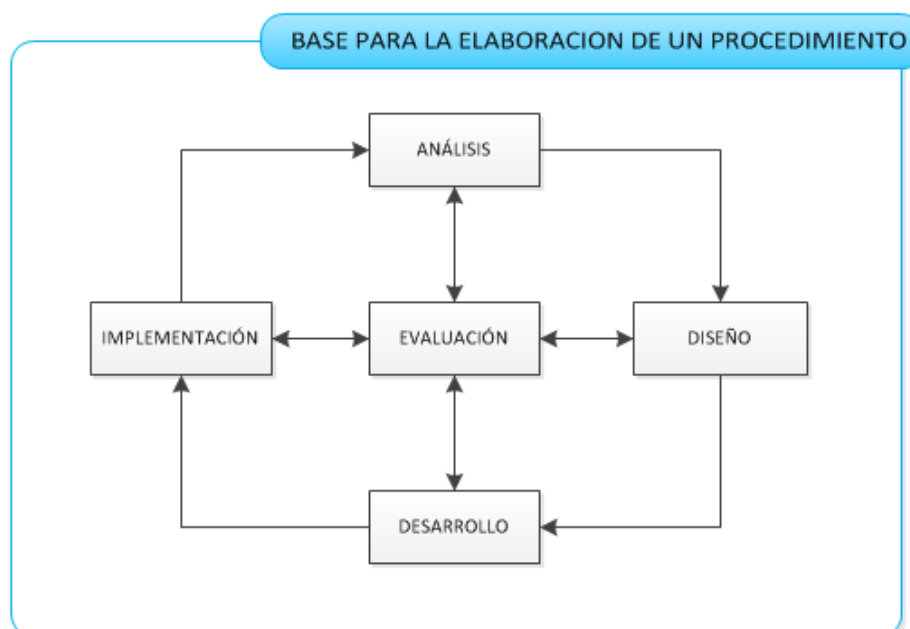 BASE PARA LA ELABORACION DE UN PROCEDIMIENTO
ANÁLISIS
IMPLEMENTACIÓN
EVALUACIÓN
DISEÑO
DESARROLLO